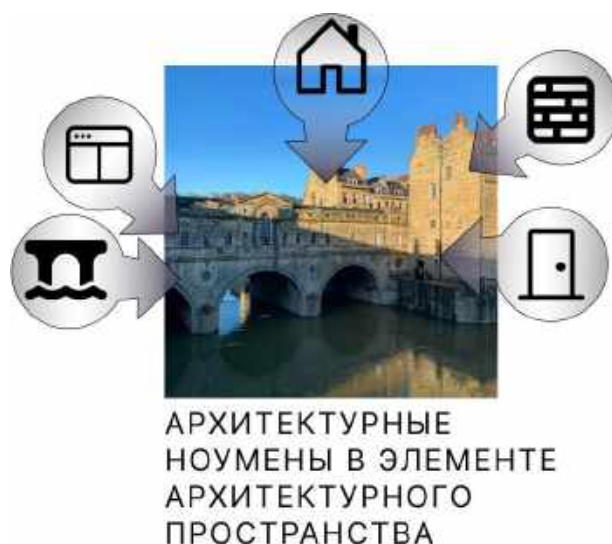 АРХИТЕКТУРНЫЕ
НОУМЕНЫ В ЭЛЕМЕНТЕ
АРХИТЕКТУРНОГО
ПРОСТРАНСТВА